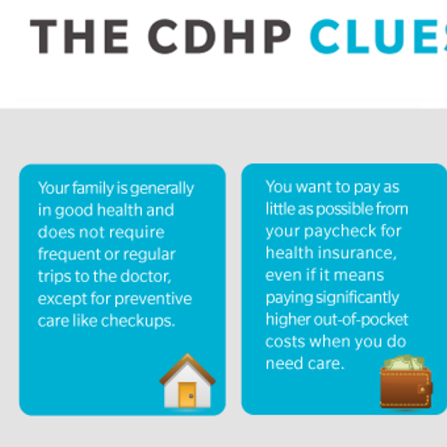 THE CDHP CLUES
Your family is generally
in good health and
does not require
frequent or regular
trips to the doctor,
except for preventive
care like checkups.
You want to pay as
little as possible from
your paycheck for
health insurance,
even if it means
paying significantly
higher out-of-pocket
costs when you do
need care.